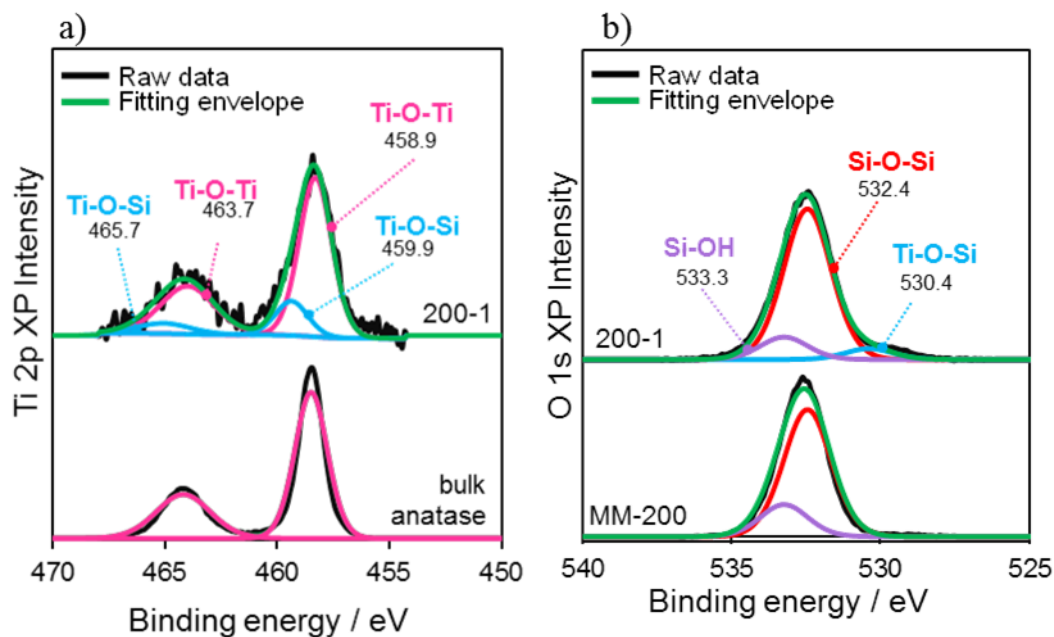 a)
Raw data
Fitting envelope
Ti-O-Ti
458.9
Ti-O-Si
465.7
Ti-O-Ti
463.7
Ti-O-Si
459.9
200-1
bulk
anatase
Ti 2p XP Intensity
470 465 460 455 450
Binding energy / eV
b)
Raw data
Fitting envelope
Si-O-Si
532.4
Si-OH
533.3
Ti-O-Si
530.4
200-1
MM-200
O 1s XP Intensity
540 535 530 525
Binding energy / eV